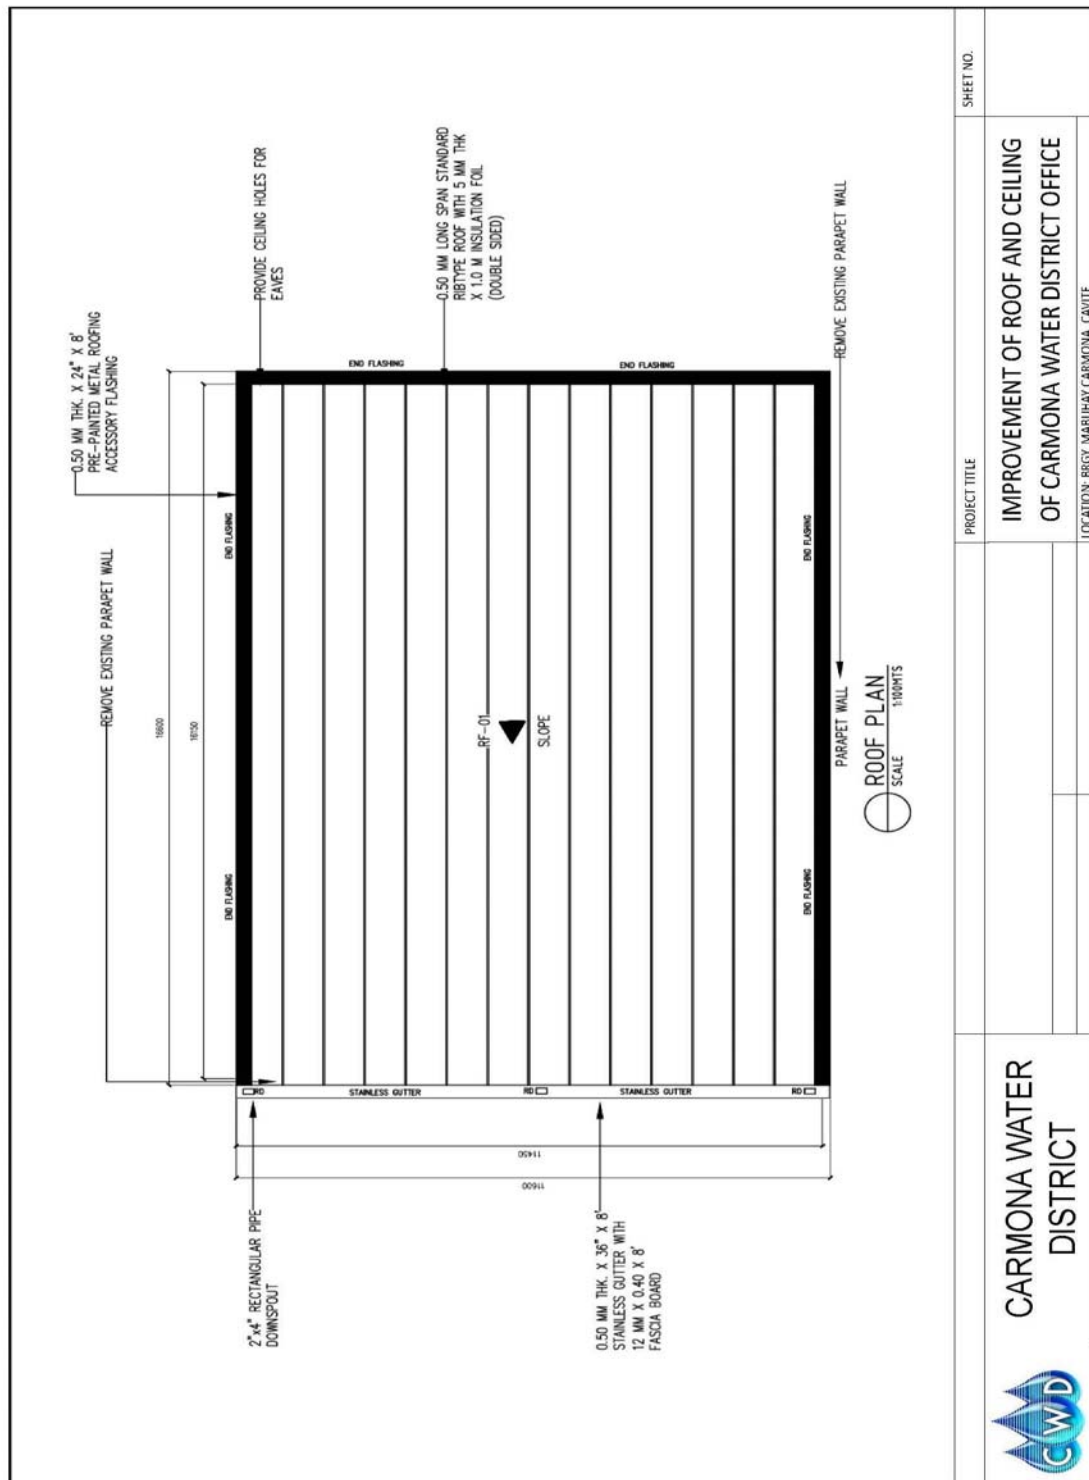 0.50 MM THK. X 24" X 8'
PRE-PAINTED METAL ROOFING
ACCESSORY FLASHING
REMOVE EXISTING PARAPET WALL
16600
16150
PROVIDE CEILING HOLES FOR
EAVES
0.50 MM LONG SPAN STANDARD
RIBTYPE ROOF WITH 5 MM THK
X 1.0 M INSULATION FOIL
(DOUBLE SIDED)
END FLASHING
END FLASHING
END FLASHING
END FLASHING
END FLASHING
END FLASHING
RF-01
SLOPE
RD
STAINLESS GUTTER
RD
STAINLESS GUTTER
RD
11450
11600
2"x4" RECTANGULAR PIPE
DOWNSPOUT
0.50 MM THK. X 36" X 8'
STAINLESS GUTTER WITH
12 MM X 0.40 X 8'
FASCIA BOARD
PARAPET WALL
REMOVE EXISTING PARAPET WALL
ROOF PLAN
SCALE 1:100MTS
CWD
CARMONA WATER
DISTRICT
PROJECT TITLE
IMPROVEMENT OF ROOF AND CEILING
OF CARMONA WATER DISTRICT OFFICE
LOCATION: BRGY. MABUHAY CARMONA, CAVITE
SHEET NO.